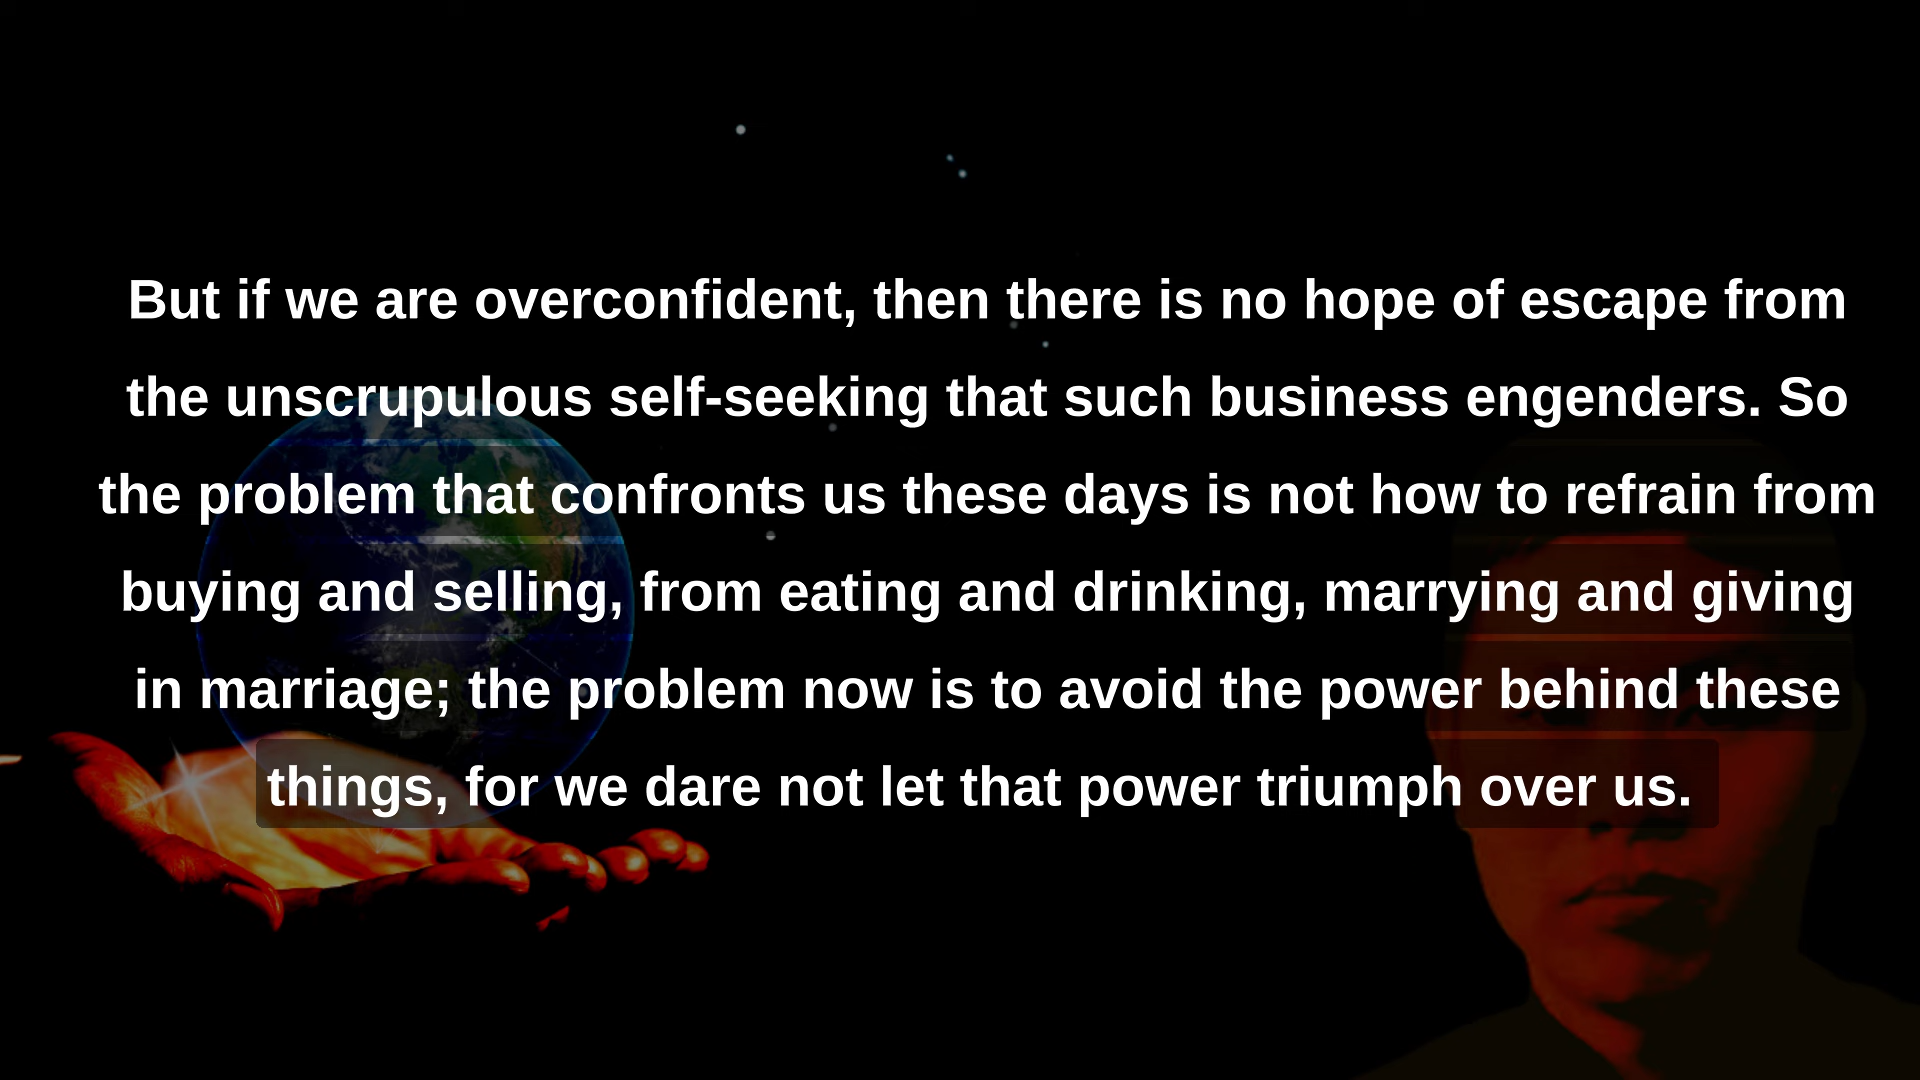 But if we are overconfident, then there is no hope of escape from
the unscrupulous self-seeking that such business engenders. So
the problem that confronts us these days is not how to refrain from
buying and selling, from eating and drinking, marrying and giving
in marriage; the problem now is to avoid the power behind these
things, for we dare not let that power triumph over us.